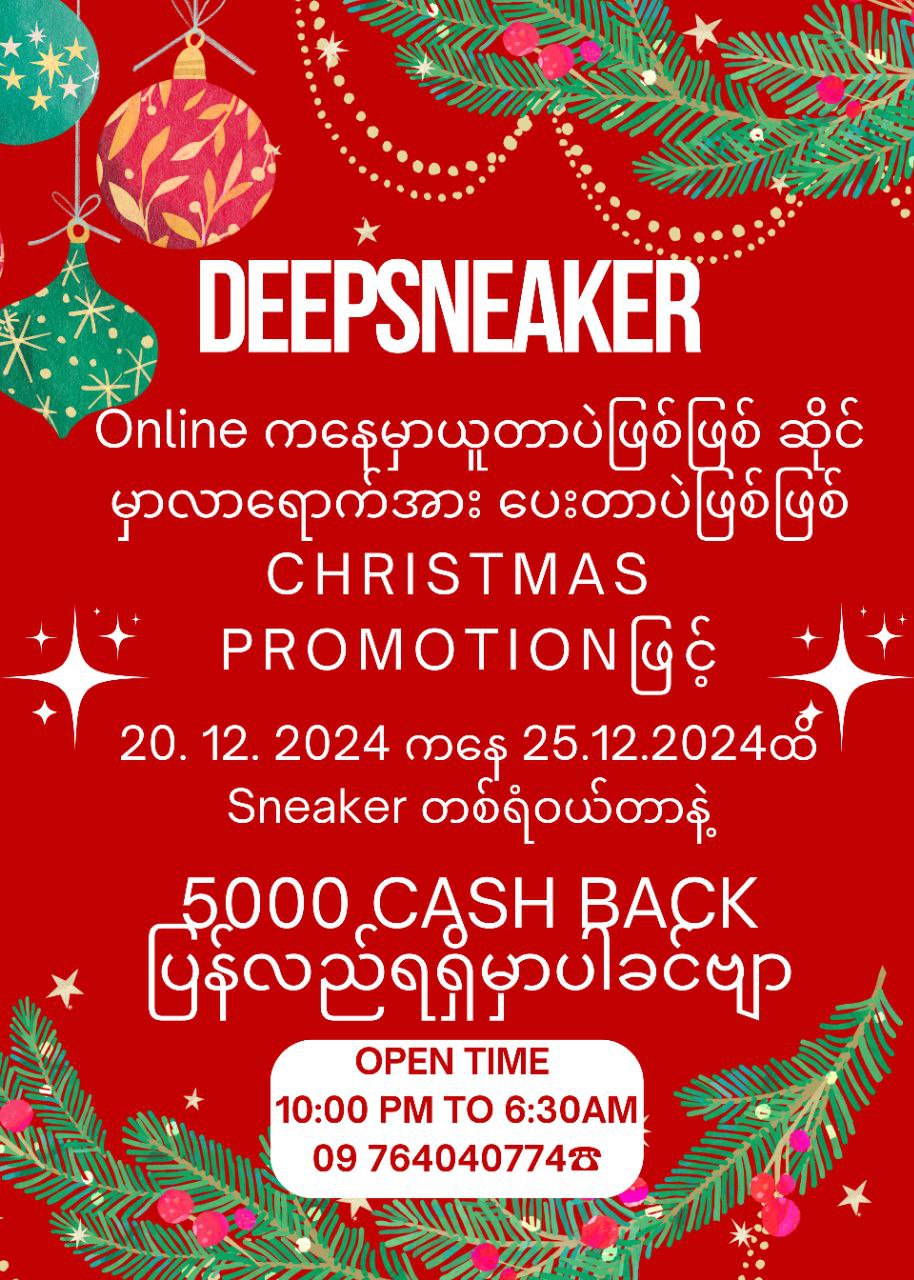 DEEPSNEAKER
Online ကနေမှာယူတာပဲဖြစ်ဖြစ် ဆိုင်
မှာလာရောက်အား ပေးတာပဲဖြစ်ဖြစ်
CHRISTMAS
PROMOTIONဖြင့်
20. 12. 2024 ကနေ 25.12.2024ထိ
Sneaker တစ်ရံဝယ်တာနဲ့
5000 CASH BACK
ပြန်လည်ရရှိမှာပါခင်ဗျာ
OPEN TIME
10:00 PM TO 6:30AM
09 764040774☎